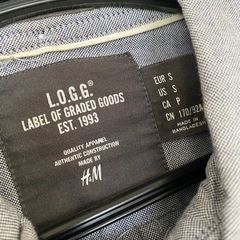 L.O.G.G.®
LABEL OF GRADED GOODS
EST. 1993
QUALITY APPAREL
AUTHENTIC CONSTRUCTION
MADE BY
H&M
EUR S
US S
CA P
CN 170/92A
MADE IN
BANGLADESH